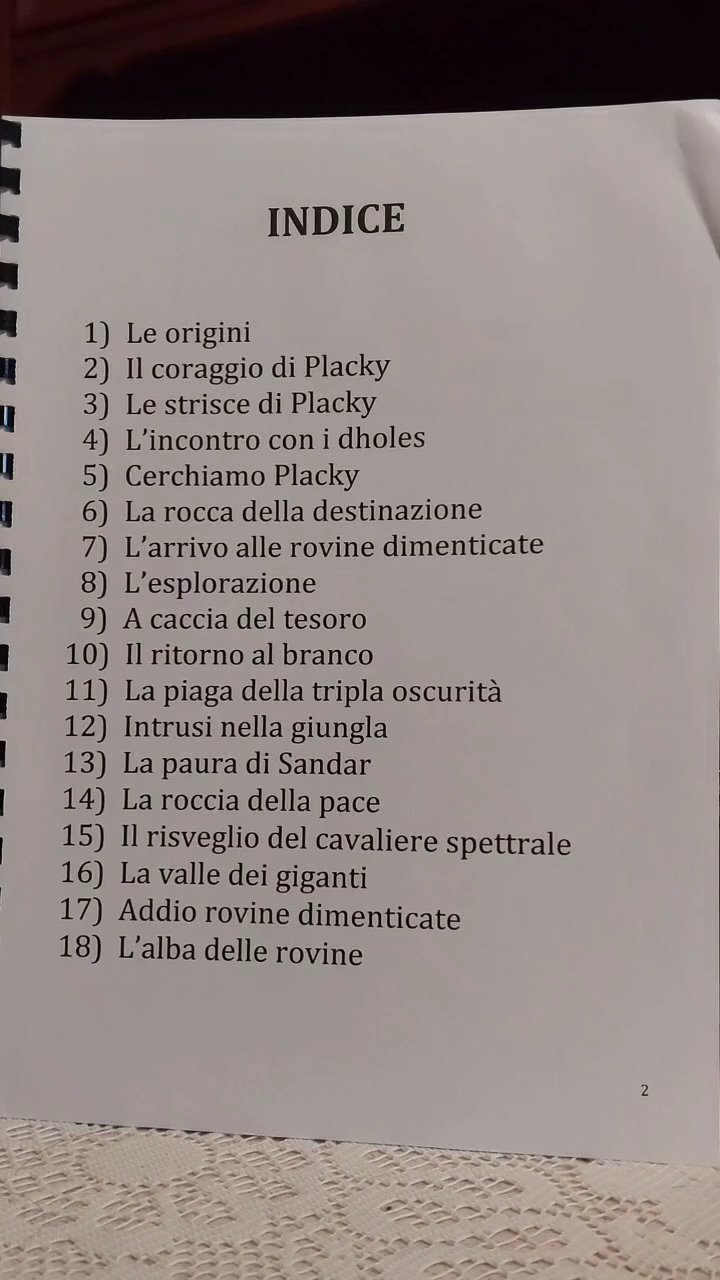 INDICE
1) Le origini
2) Il coraggio di Placky
3) Le strisce di Placky
4) L'incontro con i dholes
5) Cerchiamo Placky
6) La rocca della destinazione
7) L'arrivo alle rovine dimenticate
8) L'esplorazione
9) A caccia del tesoro
10) Il ritorno al branco
11) La piaga della tripla oscurità
12) Intrusi nella giungla
13) La paura di Sandar
14) La roccia della pace
15) Il risveglio del cavaliere spettrale
16) La valle dei giganti
17) Addio rovine dimenticate
18) L'alba delle rovine
2